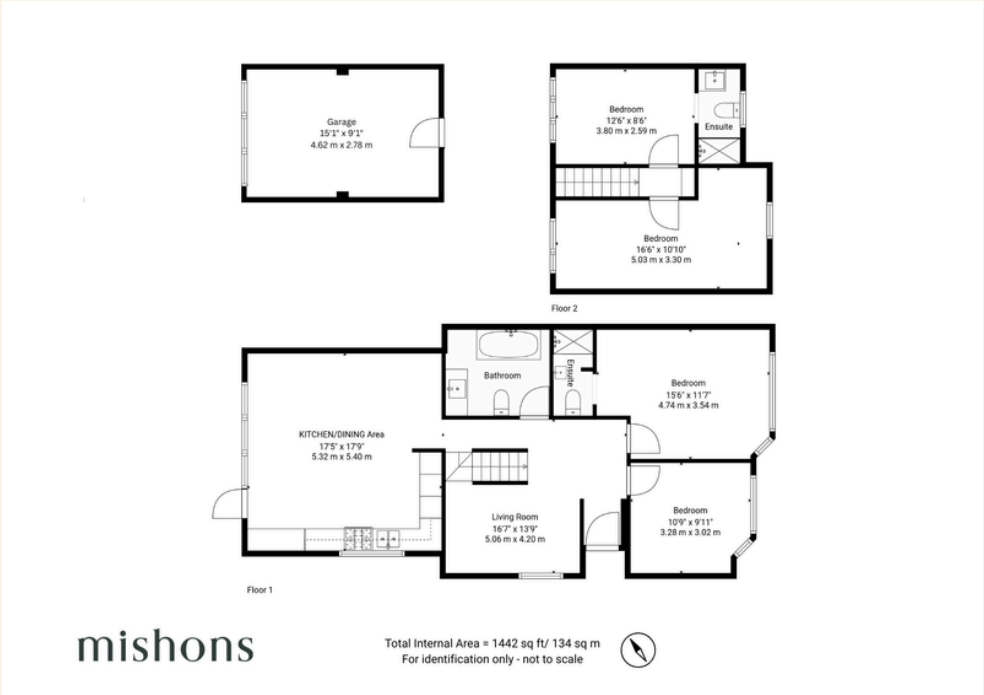 Garage
15'1" x 9'1"
4.62 m x 2.78 m
Bedroom
12'6" x 8'6"
3.80 m x 2.59 m
Ensuite
Bedroom
16'6" x 10'10"
5.03 m x 3.30 m
Floor 2
Bathroom
Ensuite
Bedroom
15'6" x 11'7"
4.74 m x 3.54 m
KITCHEN/DINING Area
17'5" x 17'9"
5.32 m x 5.40 m
Living Room
16'7" x 13'9"
5.06 m x 4.20 m
Bedroom
10'9" x 9'11"
3.28 m x 3.02 m
Floor 1
mishons
Total Internal Area = 1442 sq ft/ 134 sq m
For identification only - not to scale